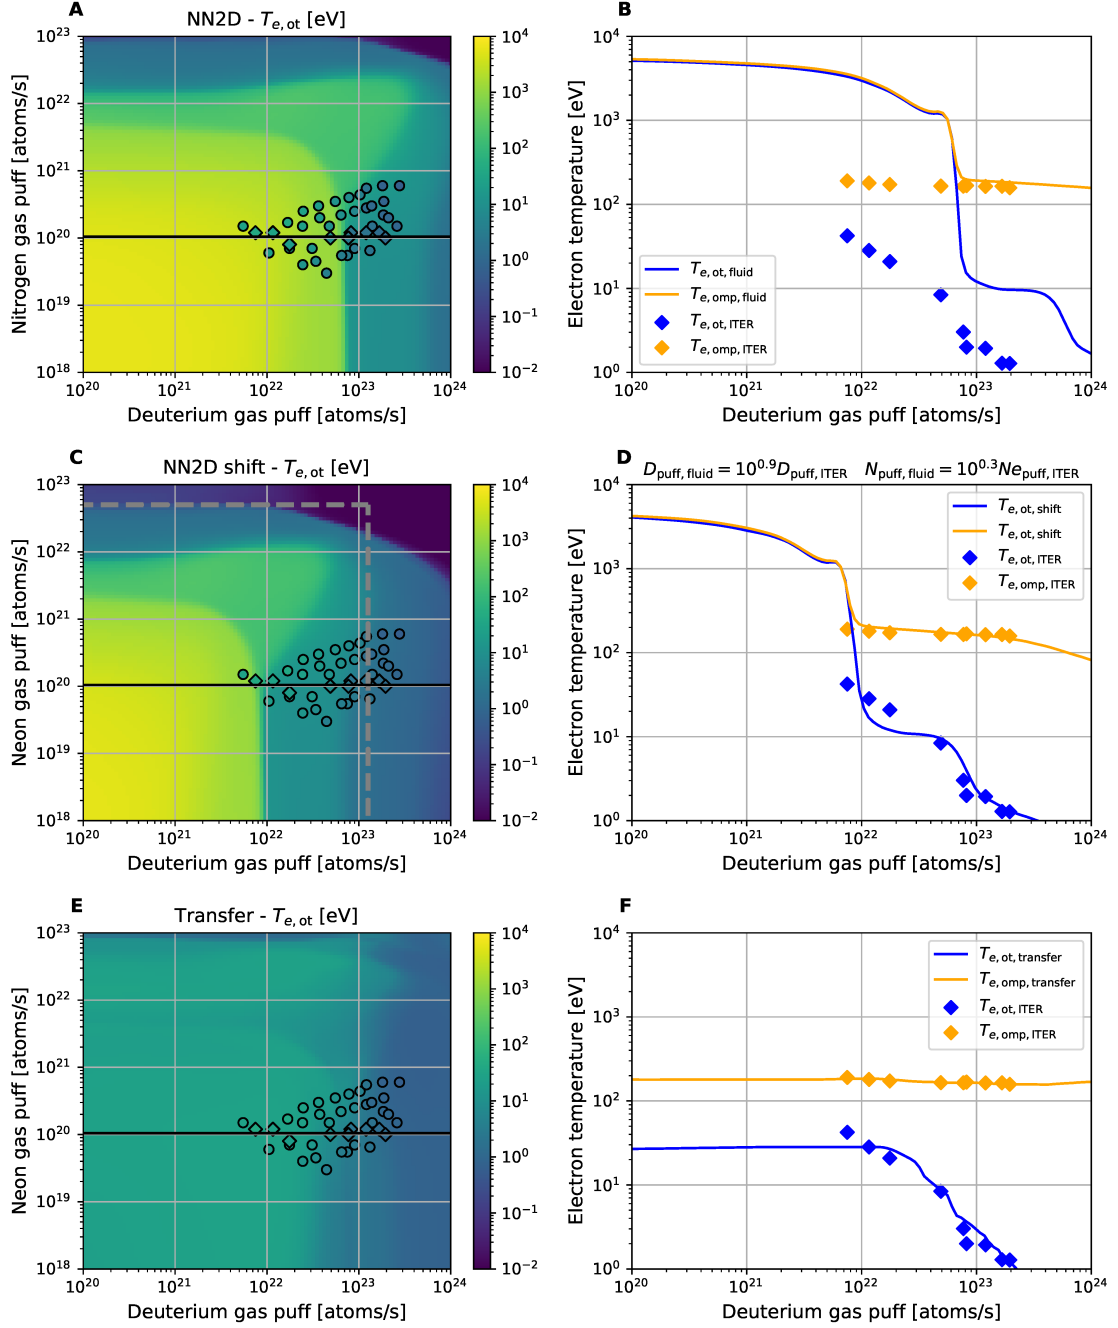 A
NN2D - Te, ot [eV]
10^23
10^22
10^21
10^20
10^19
10^18
Nitrogen gas puff [atoms/s]
10^20 10^21 10^22 10^23 10^24
Deuterium gas puff [atoms/s]
10^4
10^3
10^2
10^1
10^0
10^−1
10^−2
B
10^4
10^3
10^2
10^1
10^0
Electron temperature [eV]
Te, ot, fluid
Te, omp, fluid
Te, ot, ITER
Te, omp, ITER
10^20 10^21 10^22 10^23 10^24
Deuterium gas puff [atoms/s]
C
NN2D shift - Te, ot [eV]
10^23
10^22
10^21
10^20
10^19
10^18
Neon gas puff [atoms/s]
10^20 10^21 10^22 10^23 10^24
Deuterium gas puff [atoms/s]
10^4
10^3
10^2
10^1
10^0
10^−1
10^−2
D
Dpuff, fluid = 10^0.9 Dpuff, ITER Npuff, fluid = 10^0.3 Nepuff, ITER
10^4
10^3
10^2
10^1
10^0
Electron temperature [eV]
Te, ot, shift
Te, ot, shift
Te, ot, ITER
Te, omp, ITER
10^20 10^21 10^22 10^23 10^24
Deuterium gas puff [atoms/s]
E
Transfer - Te, ot [eV]
10^23
10^22
10^21
10^20
10^19
10^18
Neon gas puff [atoms/s]
10^20 10^21 10^22 10^23 10^24
Deuterium gas puff [atoms/s]
10^4
10^3
10^2
10^1
10^0
10^−1
10^−2
F
10^4
10^3
10^2
10^1
10^0
Electron temperature [eV]
Te, ot, transfer
Te, omp, transfer
Te, ot, ITER
Te, omp, ITER
10^20 10^21 10^22 10^23 10^24
Deuterium gas puff [atoms/s]